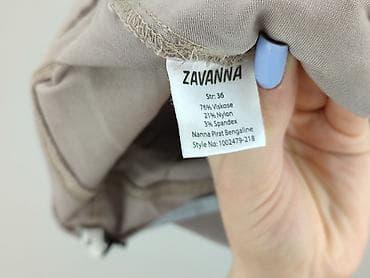 ZAVANNA
Str: 36
76% Viskose
21% Nylon
3% Spandex
Nanna Pirat Bengaline
Style No: 1002479-218